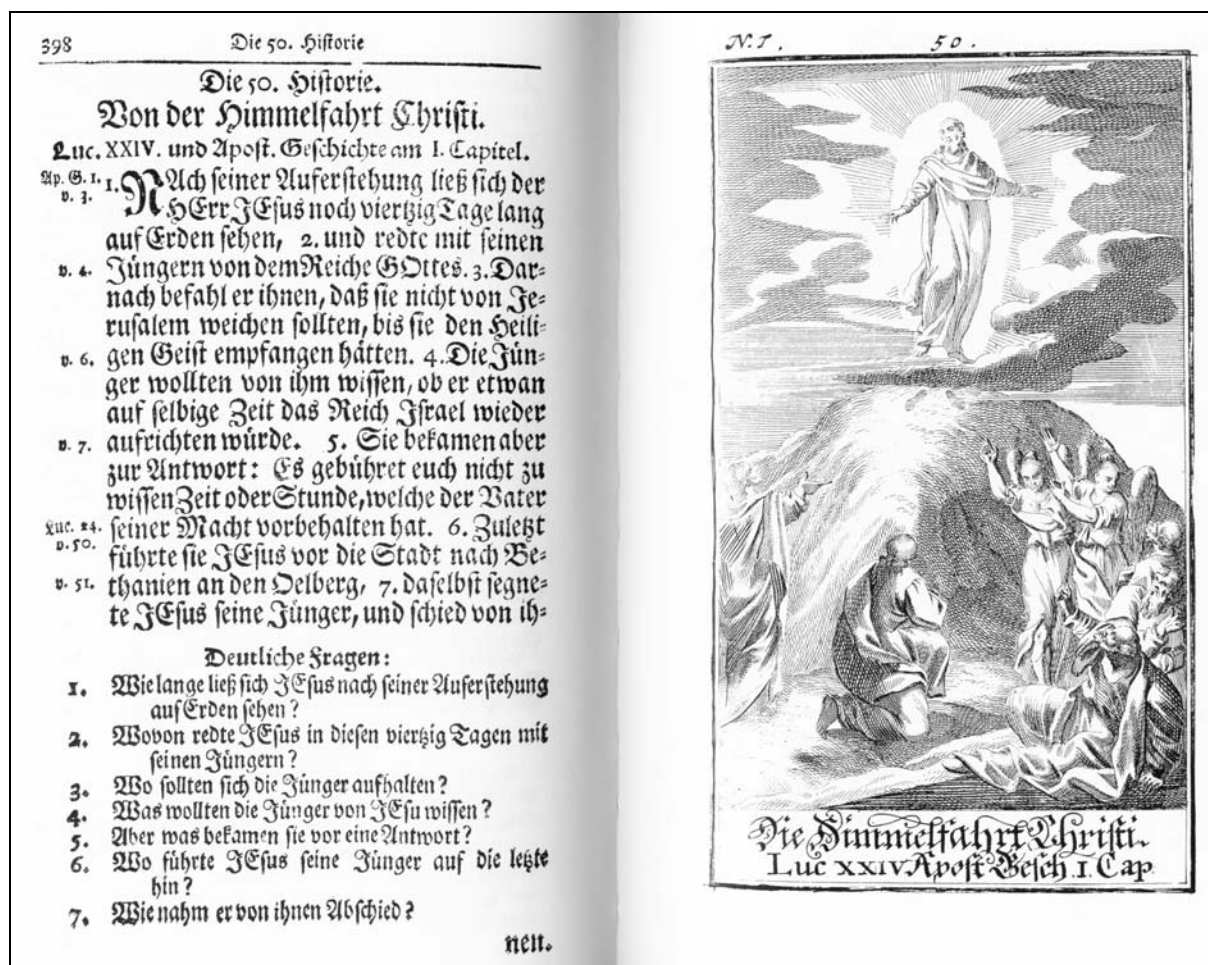 398 Die 50. Historie
Die 50. Historie.
Von der Himmelfahrt Christi.
Luc. XXIV. und Apost. Geschichte am I. Capitel.
Ap. G. 1. v. 3. 1. NAch seiner Auferstehung ließ sich der
HErr JEsus noch viertzig Tage lang
auf Erden sehen, 2. und redte mit seinen
v. 4. Jüngern von dem Reiche GOttes. 3. Dar=
nach befahl er ihnen, daß sie nicht von Je=
rusalem weichen sollten, bis sie den Heili=
v. 6. gen Geist empfangen hätten. 4. Die Jün=
ger wollten von ihm wissen, ob er etwan
auf selbige Zeit das Reich Israel wieder
v. 7. aufrichten würde. 5. Sie bekamen aber
zur Antwort: Es gebühret euch nicht zu
wissen Zeit oder Stunde, welche der Vater
Luc. 24. v. 50. seiner Macht vorbehalten hat. 6. Zuletzt
führte sie JEsus vor die Stadt nach Be=
v. 51. thanien an den Oelberg, 7. daselbst segne=
te JEsus seine Jünger, und schied von ih=
Deutliche Fragen:
1. Wie lange ließ sich JEsus nach seiner Auferstehung
auf Erden sehen?
2. Wovon redte JEsus in diesen viertzig Tagen mit
seinen Jüngern?
3. Wo sollten sich die Jünger aufhalten?
4. Was wollten die Jünger von JEsu wissen?
5. Aber was bekamen sie vor eine Antwort?
6. Wo führte JEsus seine Jünger auf die letzte
hin?
7. Wie nahm er von ihnen Abschied?
nen.
N.T. 50.
Die Himmelfahrt Christi.
Luc XXIV Apost Gesch. I. Cap.